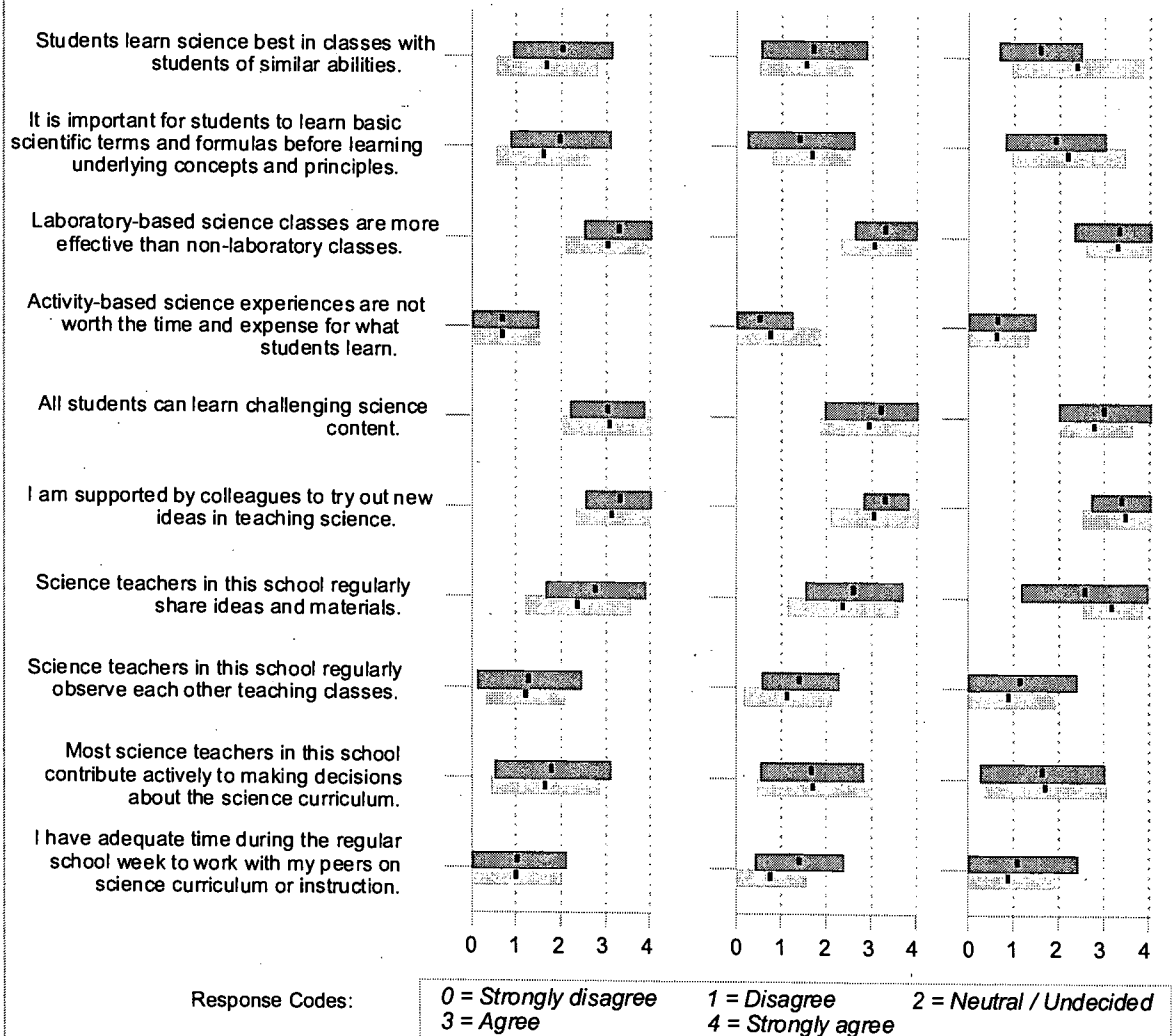 Students learn science best in classes with
students of similar abilities.
It is important for students to learn basic
scientific terms and formulas before learning
underlying concepts and principles.
Laboratory-based science classes are more
effective than non-laboratory classes.
Activity-based science experiences are not
worth the time and expense for what
students learn.
All students can learn challenging science
content.
I am supported by colleagues to try out new
ideas in teaching science.
Science teachers in this school regularly
share ideas and materials.
Science teachers in this school regularly
observe each other teaching classes.
Most science teachers in this school
contribute actively to making decisions
about the science curriculum.
I have adequate time during the regular
school week to work with my peers on
science curriculum or instruction.
0 1 2 3 4 0 1 2 3 4 0 1 2 3 4
Response Codes: 0 = Strongly disagree 1 = Disagree 2 = Neutral / Undecided
3 = Agree 4 = Strongly agree